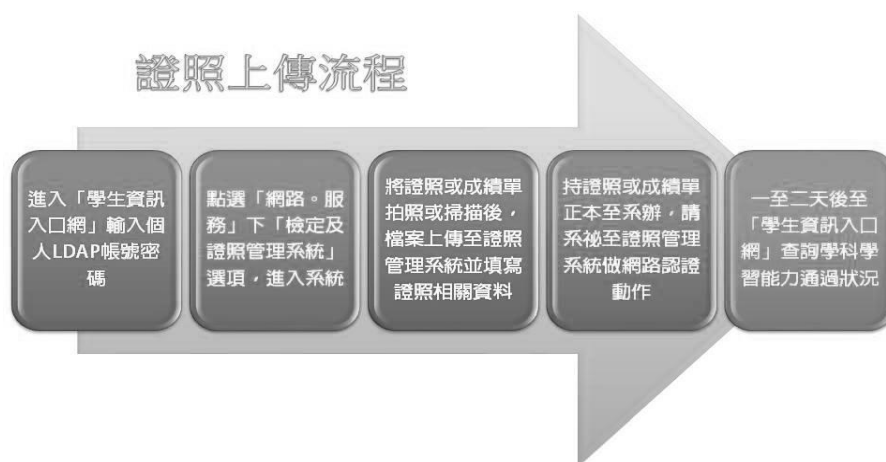 證照上傳流程
進入「學生資訊
入口網」輸入個
人LDAP帳號密
碼
點選「網路。服
務」下「檢定及
證照管理系統」
選項，進入系統
將證照或成績單
拍照或掃描後，
檔案上傳至證照
管理系統並填寫
證照相關資料
持證照或成績單
正本至系辦，請
系祕至證照管理
系統做網路認證
動作
一至二天後至
「學生資訊入口
網」查詢學科學
習能力通過狀況